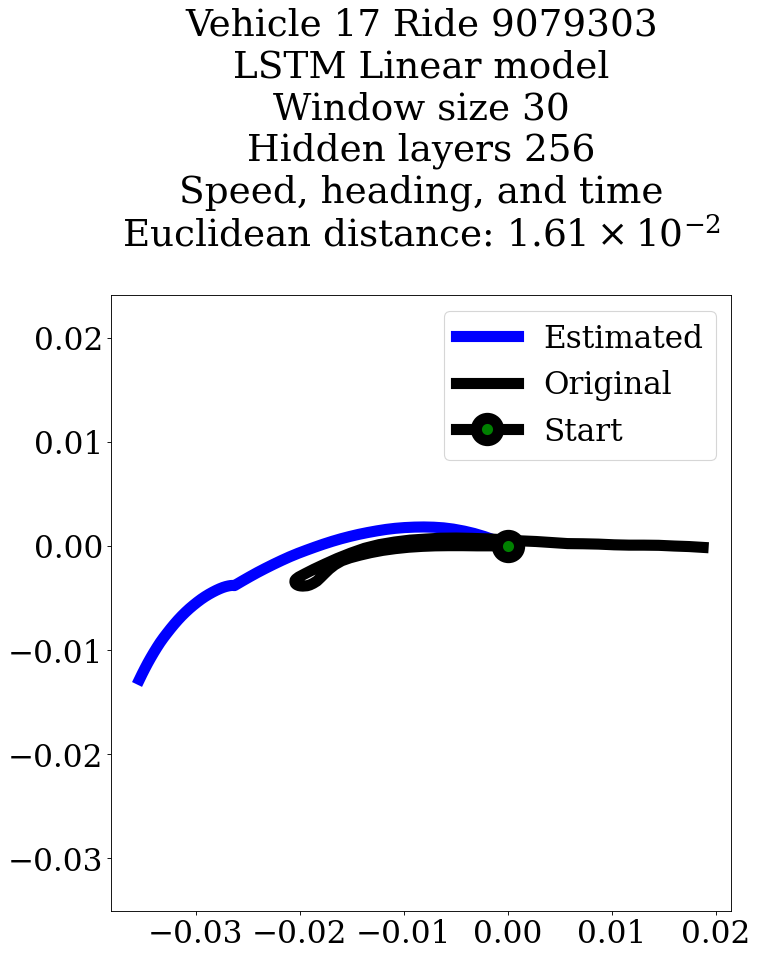 Vehicle 17 Ride 9079303
LSTM Linear model
Window size 30
Hidden layers 256
Speed, heading, and time
Euclidean distance: 1.61 × 10⁻²
Estimated
Original
Start
0.02
0.01
0.00
−0.01
−0.02
−0.03
−0.03 −0.02 −0.01 0.00 0.01 0.02